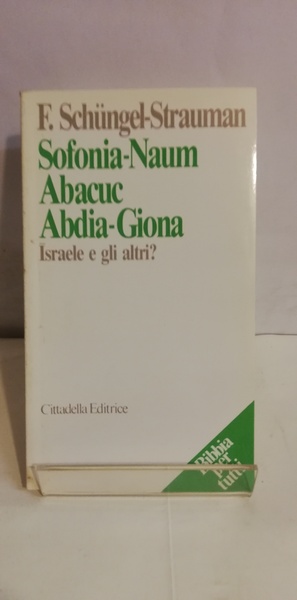 F. Schüngel-Strauman
Sofonia-Naum
Abacuc
Abdia-Giona
Israele e gli altri?
Cittadella Editrice
Bibbia
per
tutti